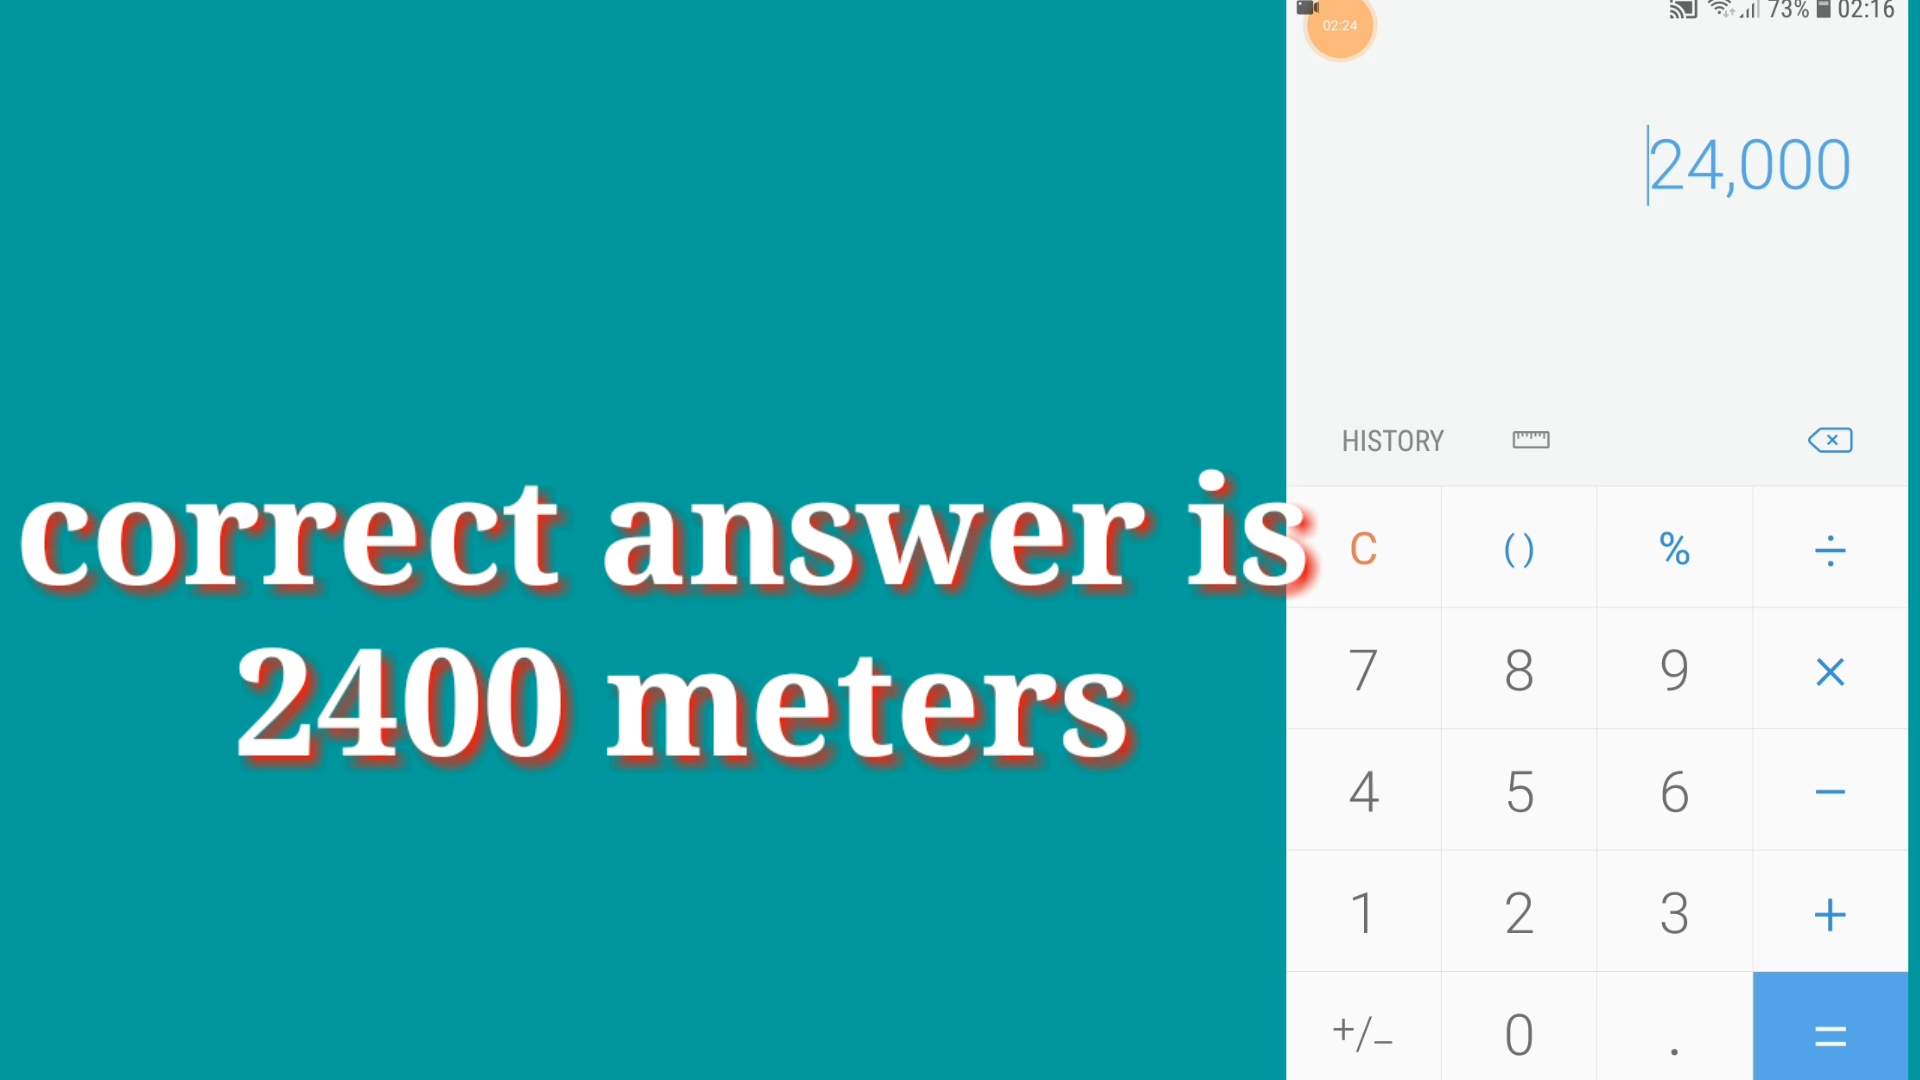 02:24 73% 02:16
24,000
HISTORY
correct answer is
2400 meters
C () % ÷
7 8 9 ×
4 5 6 −
1 2 3 +
+/− 0 . =